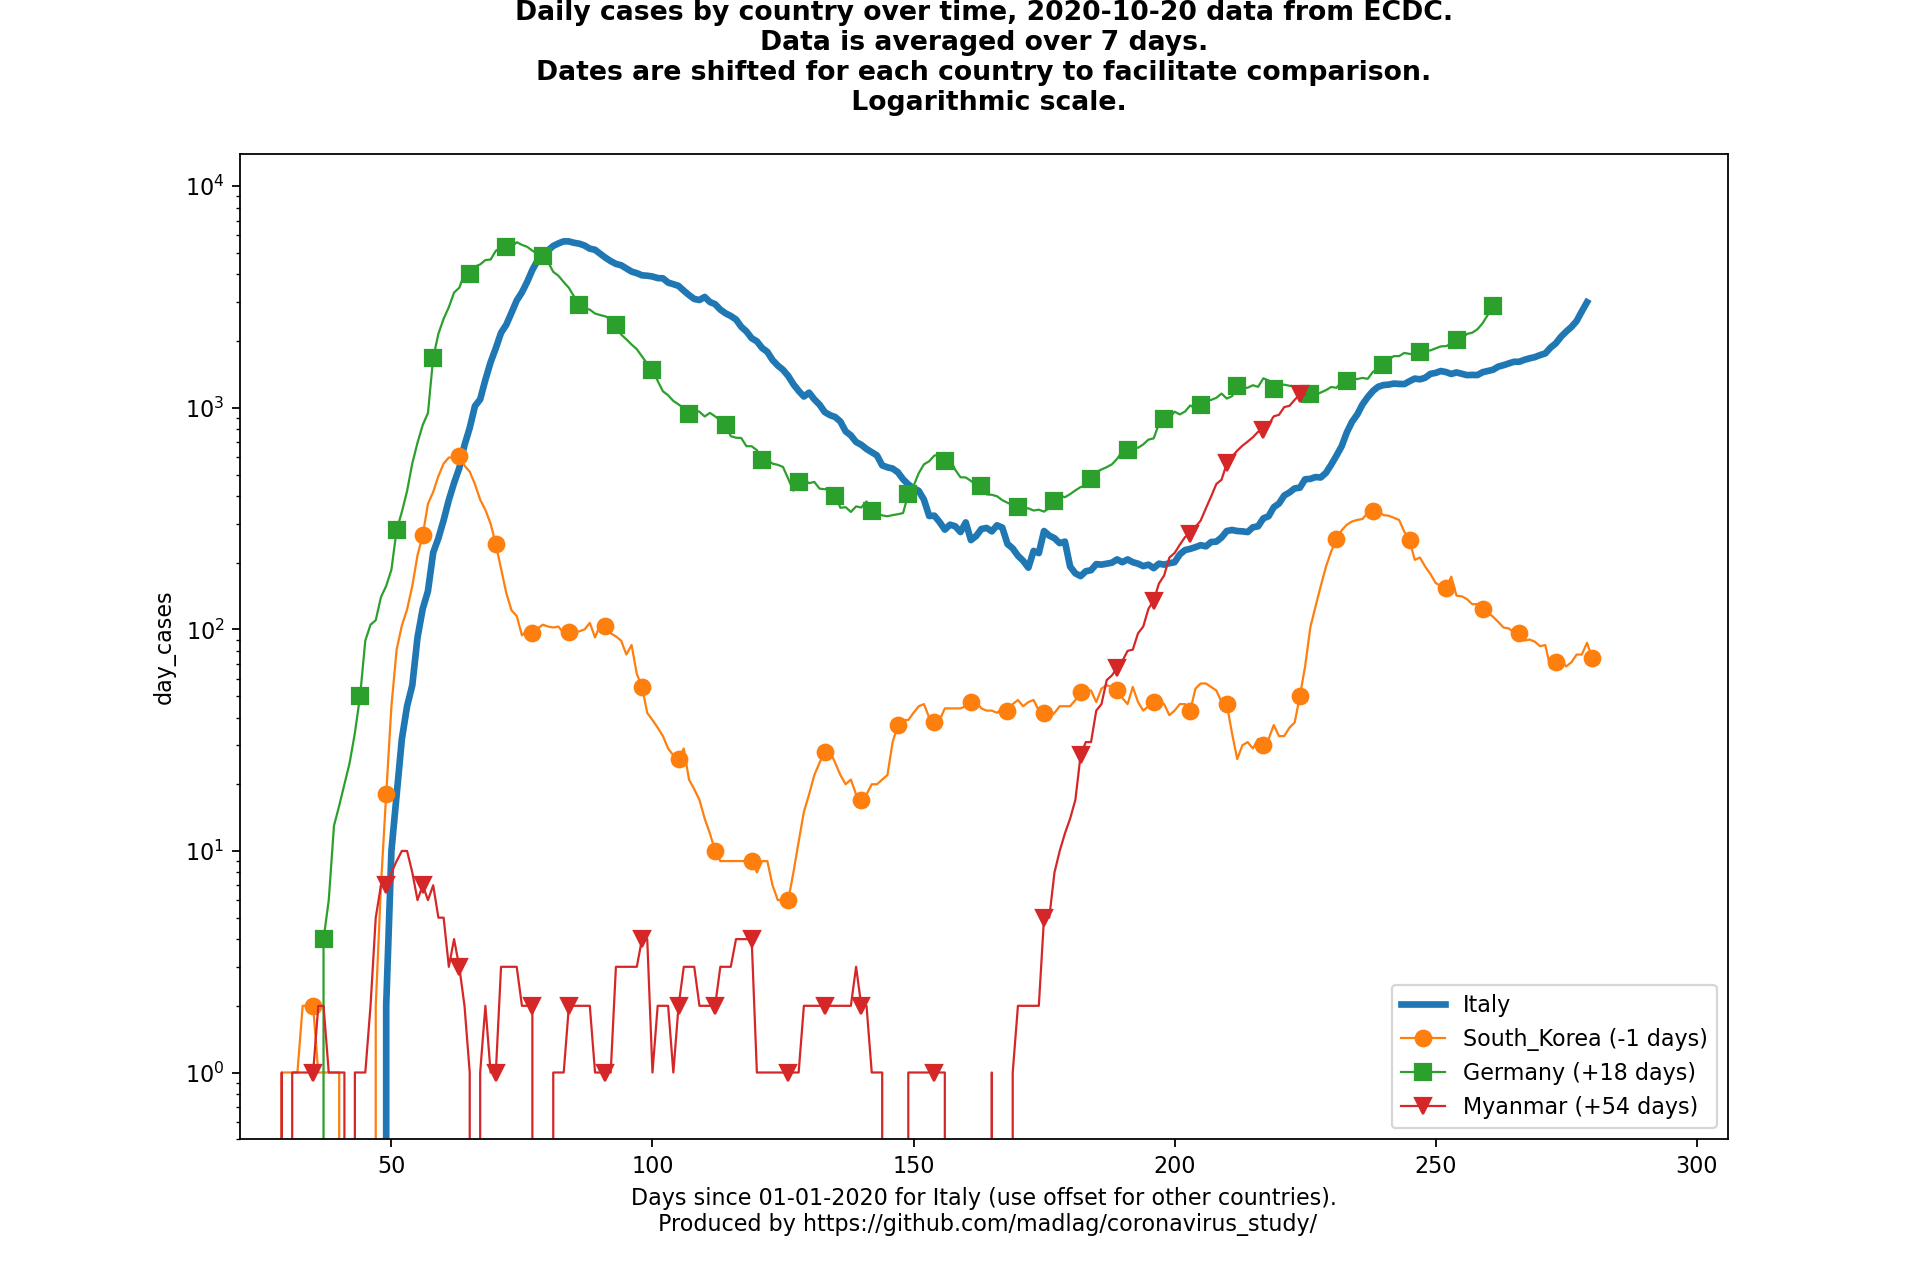 Daily cases by country over time, 2020-10-20 data from ECDC.
Data is averaged over 7 days.
Dates are shifted for each country to facilitate comparison.
Logarithmic scale.
10^4
10^3
10^2
10^1
10^0
day_cases
Italy
South_Korea (-1 days)
Germany (+18 days)
Myanmar (+54 days)
50
100
150
200
250
300
Days since 01-01-2020 for Italy (use offset for other countries).
Produced by https://github.com/madlag/coronavirus_study/